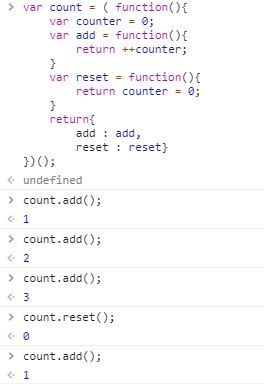 > var count = ( function(){
    var counter = 0;
    var add = function(){
        return ++counter;
    }
    var reset = function(){
        return counter = 0;
    }
    return{
        add : add,
        reset : reset}
})();
<· undefined
> count.add();
<· 1
> count.add();
<· 2
> count.add();
<· 3
> count.reset();
<· 0
> count.add();
<· 1